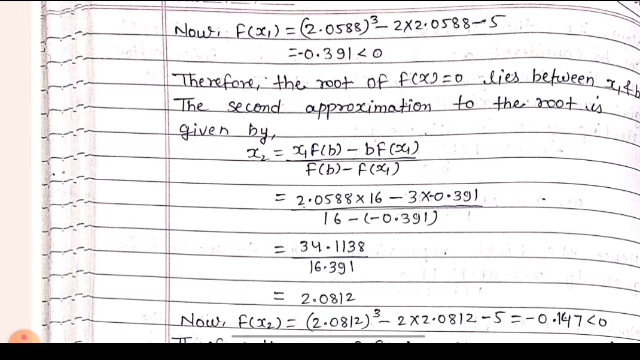 Now, f(x₁) = (2.0588)³ - 2×2.0588 - 5
= -0.391 < 0
Therefore, the root of f(x)=0 lies between x₁ & b
The second approximation to the root is
given by,
x₂ = x₁f(b) - bf(x₁)
f(b) - f(x₁)
= 2.0588×16 - 3×-0.391
16 - (-0.391)
= 34.1138
16.391
= 2.0812
Now, f(x₂) = (2.0812)³ - 2×2.0812 - 5 = -0.147 < 0